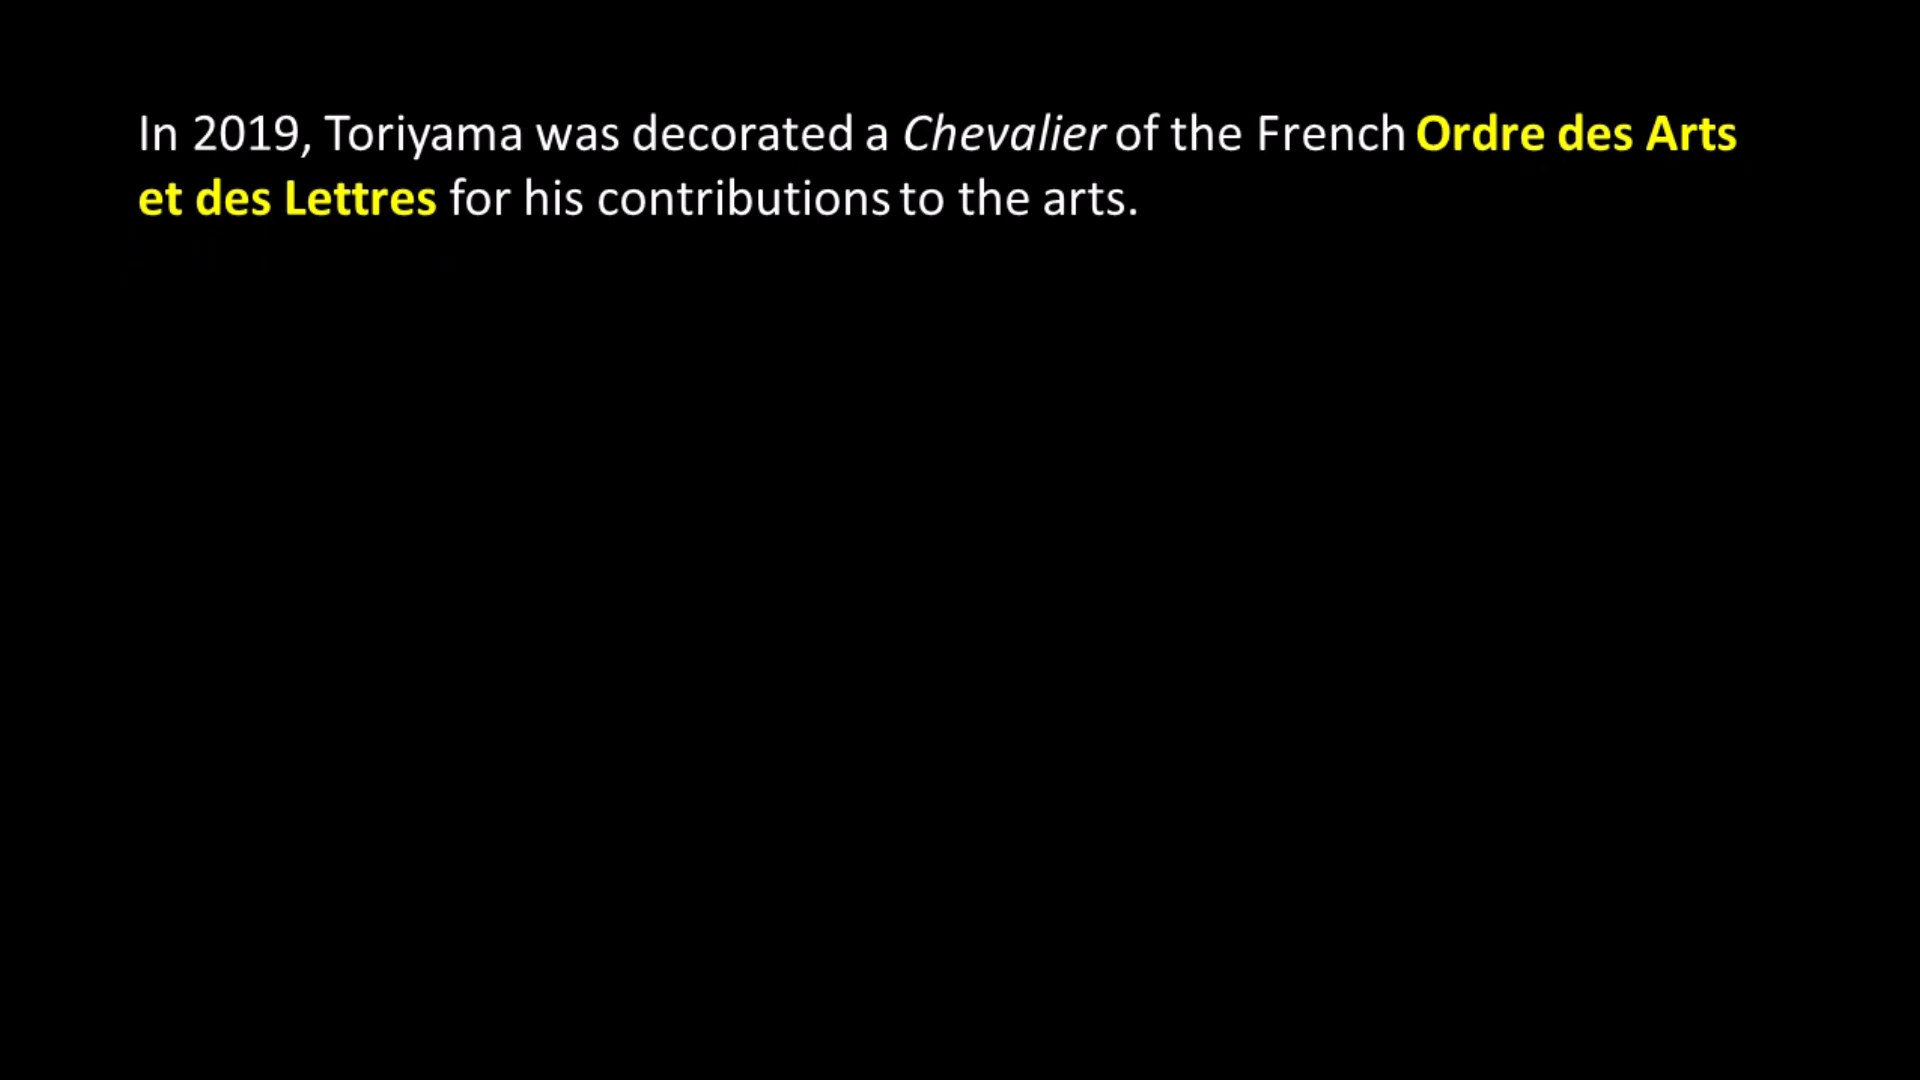 In 2019, Toriyama was decorated a Chevalier of the French Ordre des Arts
et des Lettres for his contributions to the arts.